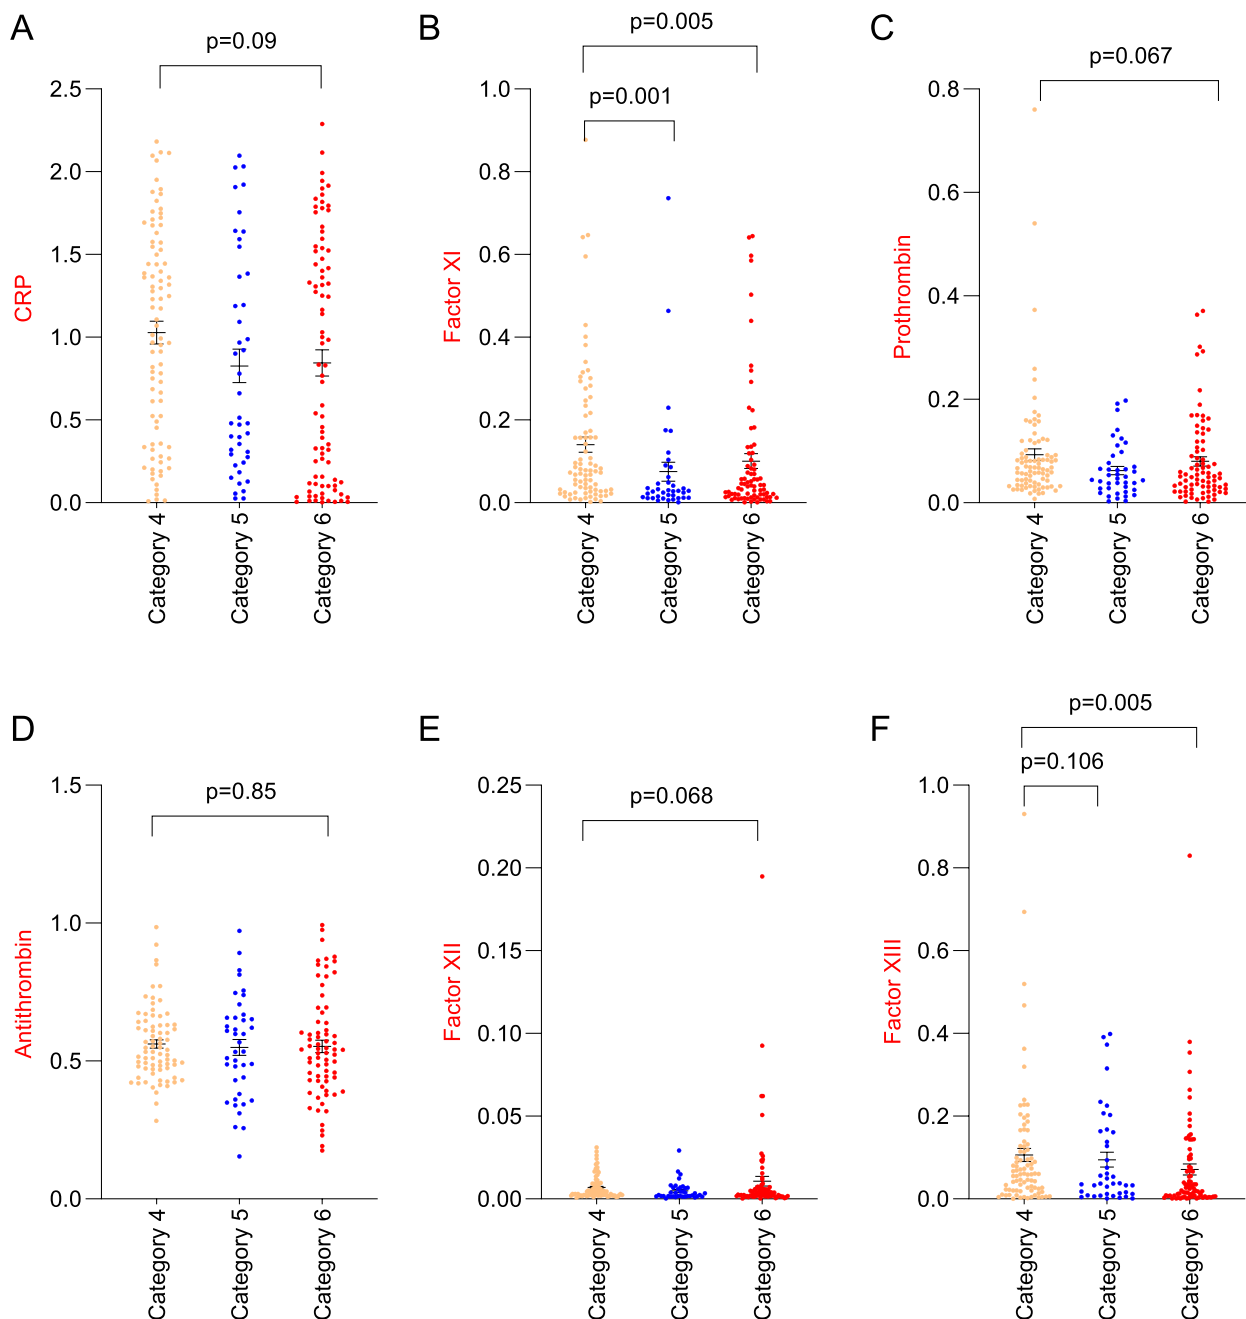 A
p=0.09
CRP
2.5
2.0
1.5
1.0
0.5
0.0
Category 4
Category 5
Category 6
B
p=0.005
p=0.001
Factor XI
1.0
0.8
0.6
0.4
0.2
0.0
Category 4
Category 5
Category 6
C
p=0.067
Prothrombin
0.8
0.6
0.4
0.2
0.0
Category 4
Category 5
Category 6
D
p=0.85
Antithrombin
1.5
1.0
0.5
0.0
Category 4
Category 5
Category 6
E
p=0.068
Factor XII
0.25
0.20
0.15
0.10
0.05
0.00
Category 4
Category 5
Category 6
F
p=0.005
p=0.106
Factor XIII
1.0
0.8
0.6
0.4
0.2
0.0
Category 4
Category 5
Category 6